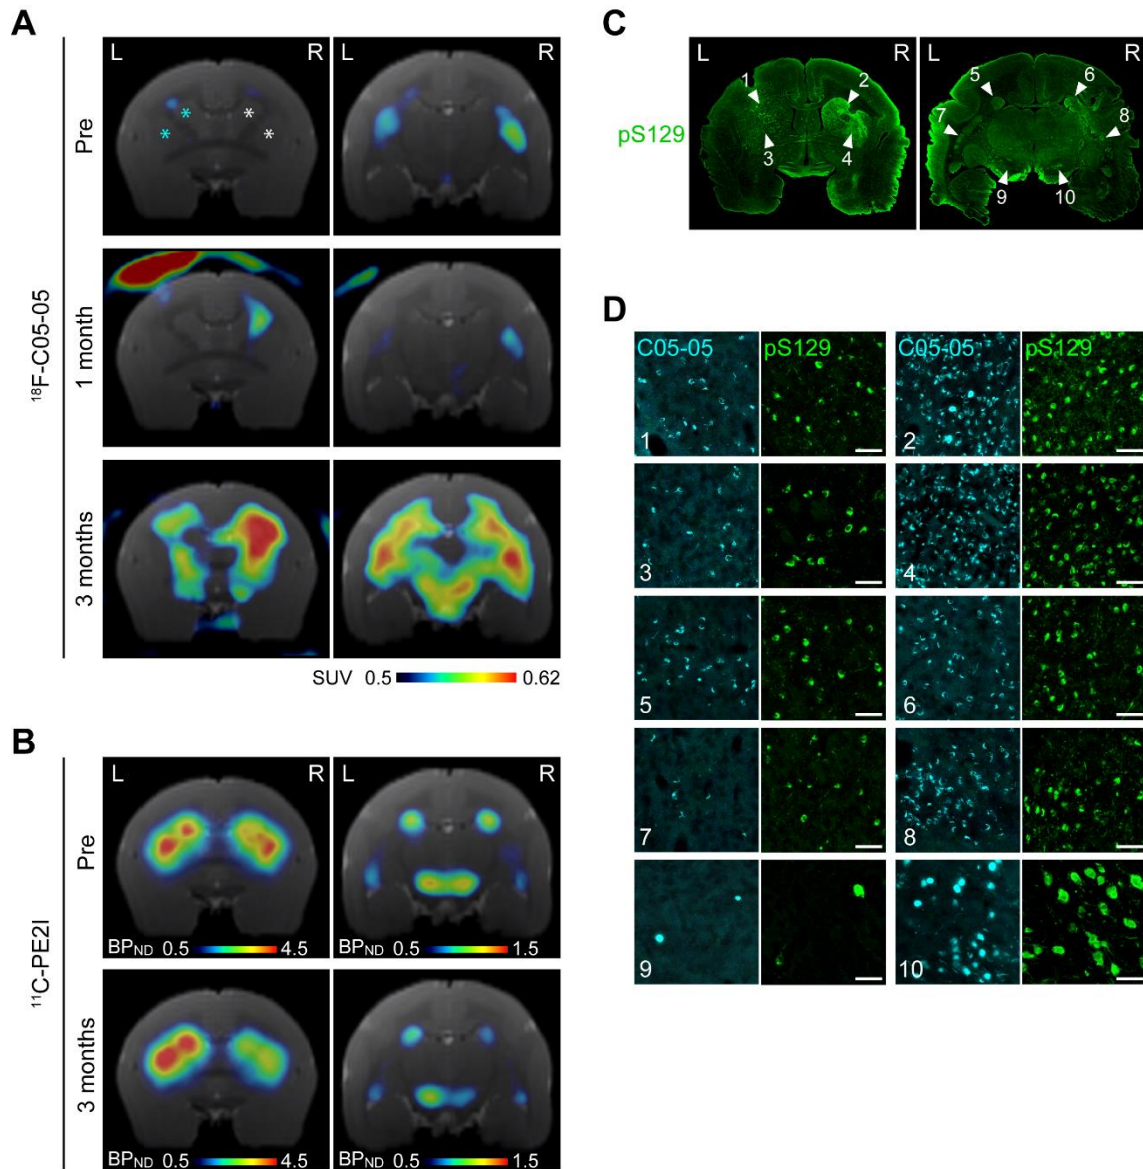 A
L R L R
Pre
* * * *
1 month
3 months
¹⁸F-C05-05
SUV 0.5 0.62
B
L R L R
Pre
BPND 0.5 4.5 BPND 0.5 1.5
3 months
BPND 0.5 4.5 BPND 0.5 1.5
¹¹C-PE2I
C
L R L R
pS129
1 2 5 6
3 4 7 8
9 10
D
C05-05 pS129 C05-05 pS129
1 2
3 4
5 6
7 8
9 10